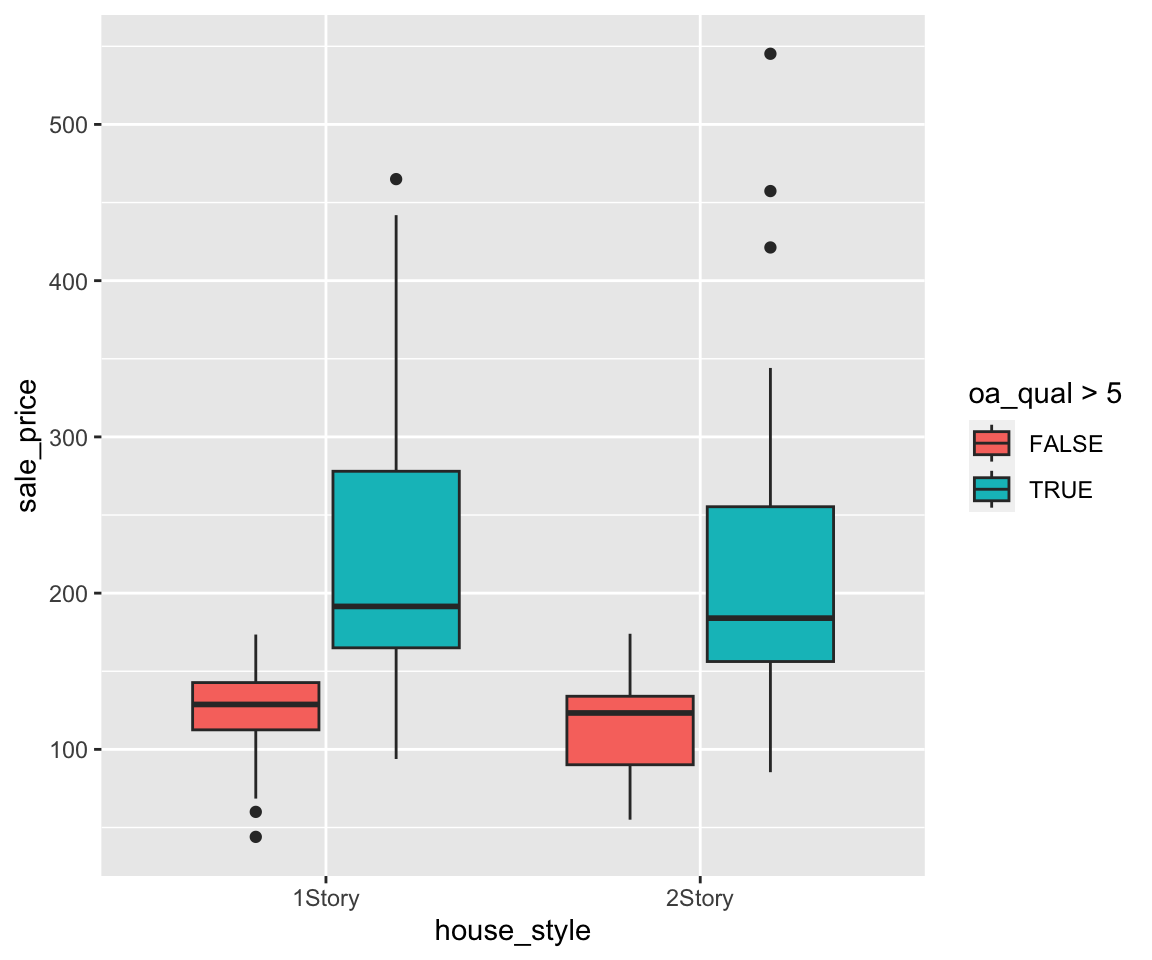 500
400
300
200
100
sale_price
1Story
2Story
house_style
oa_qual > 5
FALSE
TRUE